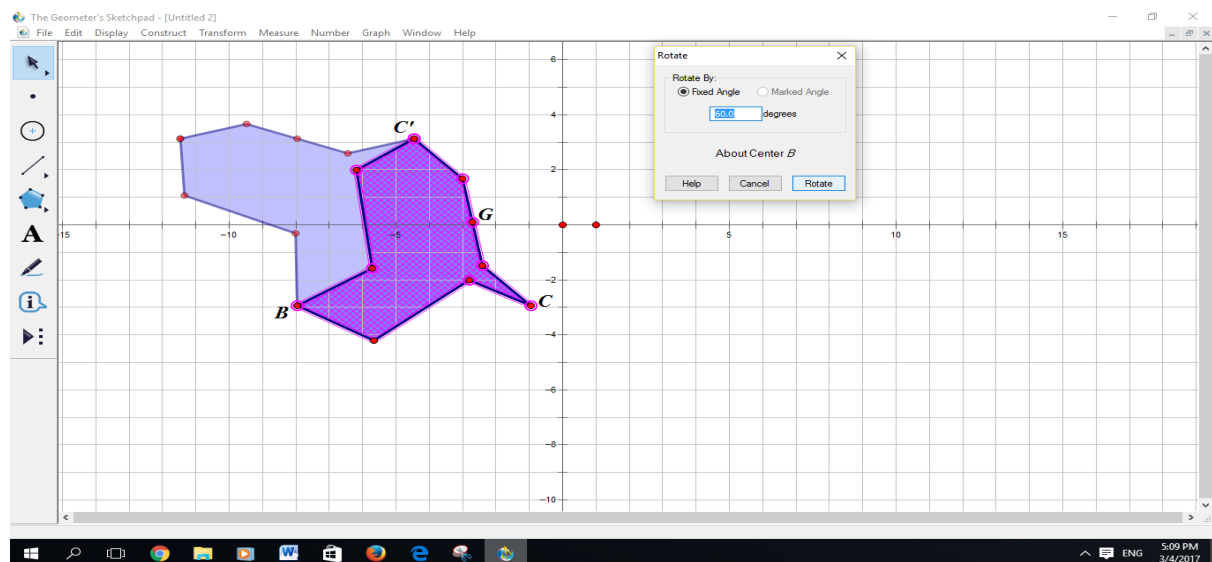 The Geometer's Sketchpad - [Untitled 2]
File Edit Display Construct Transform Measure Number Graph Window Help
Rotate
Rotate By:
Fixed Angle Marked Angle
60.0 degrees
About Center B
Help Cancel Rotate
6
4
2
C'
G
A
15 −10 −5 5 10 15
−2
B C
−4
−6
−8
−10
ENG 5:09 PM
3/4/2017